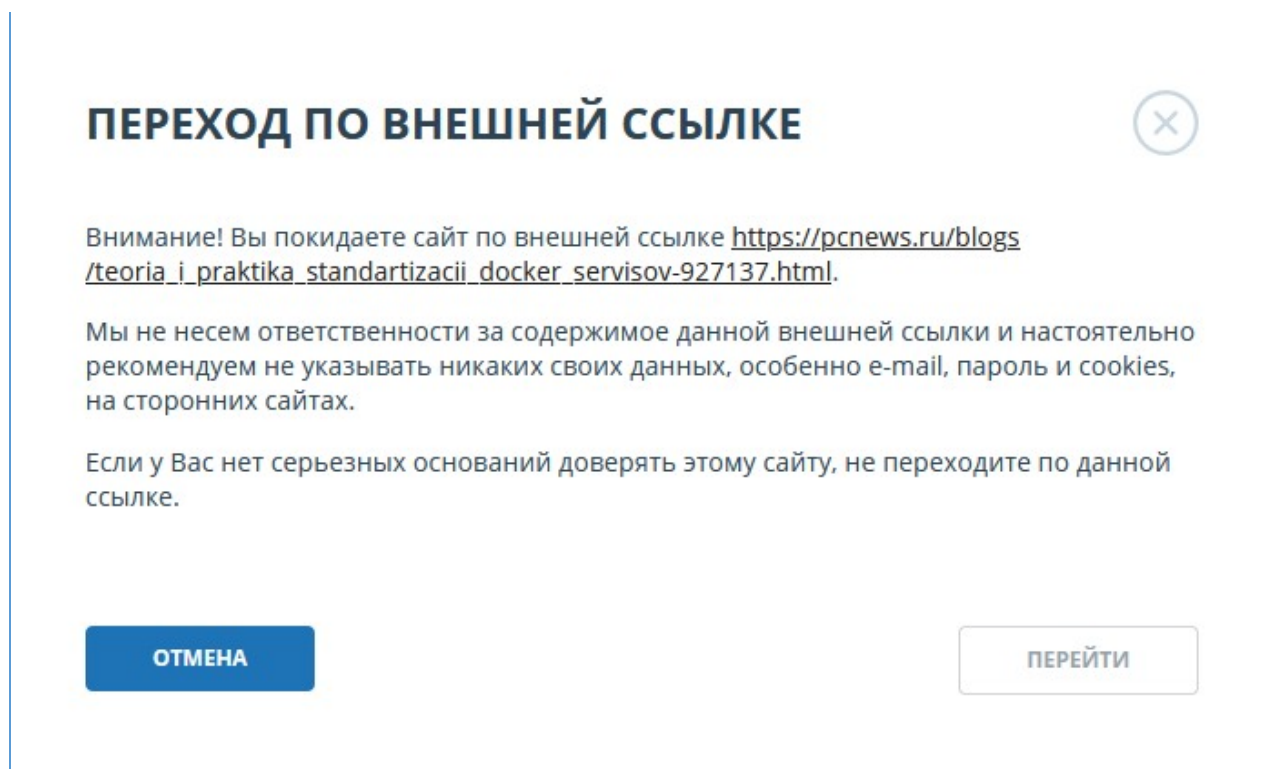 ПЕРЕХОД ПО ВНЕШНЕЙ ССЫЛКЕ
Внимание! Вы покидаете сайт по внешней ссылке https://pcnews.ru/blogs
/teoria_i_praktika_standartizacii_docker_servisov-927137.html.
Мы не несем ответственности за содержимое данной внешней ссылки и настоятельно
рекомендуем не указывать никаких своих данных, особенно e-mail, пароль и cookies,
на сторонних сайтах.
Если у Вас нет серьезных оснований доверять этому сайту, не переходите по данной
ссылке.
ОТМЕНА
ПЕРЕЙТИ